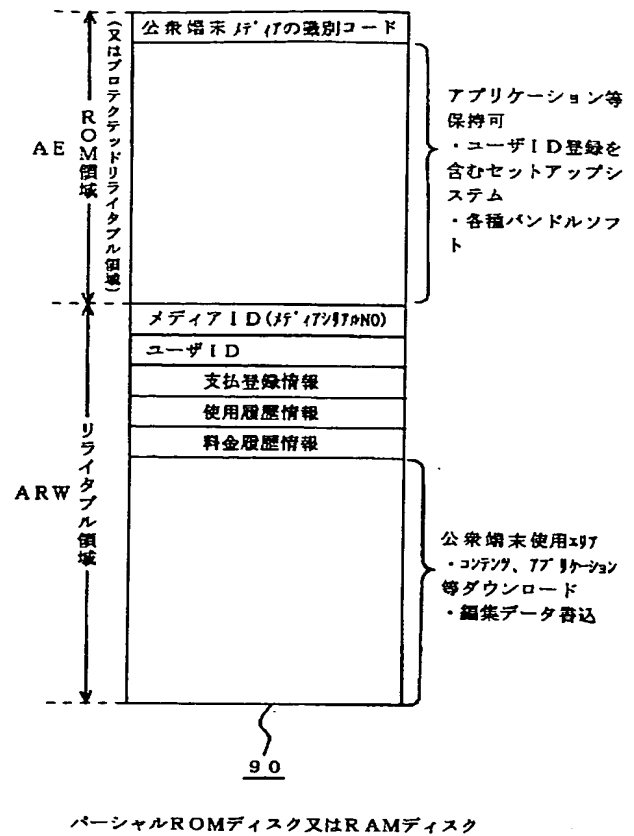 公衆端末ﾒﾃﾞｨｱの識別コード
AE
ROM領域
(又はプロテクテッドリライタブル領域)
アプリケーション等
保持可
・ユーザID登録を
含むセットアップシ
ステム
・各種バンドルソフ
ト
メディアID(ﾒﾃﾞｨｱｼﾘｱﾙNO)
ユーザID
支払登録情報
使用履歴情報
料金履歴情報
ARW
リライタブル領域
公衆端末使用ｴﾘｱ
・ｺﾝﾃﾝﾂ、ｱﾌﾟﾘｹｰｼｮﾝ
等ダウンロード
・編集データ書込
90
パーシャルROMディスク又はRAMディスク